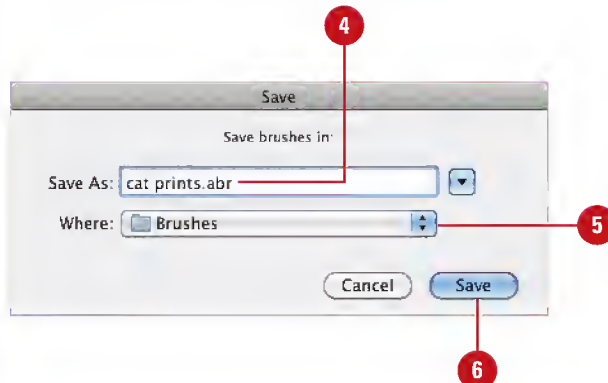 4
Save
Save brushes in:
Save As: cat prints.abr
Where: Brushes
5
Cancel Save
6